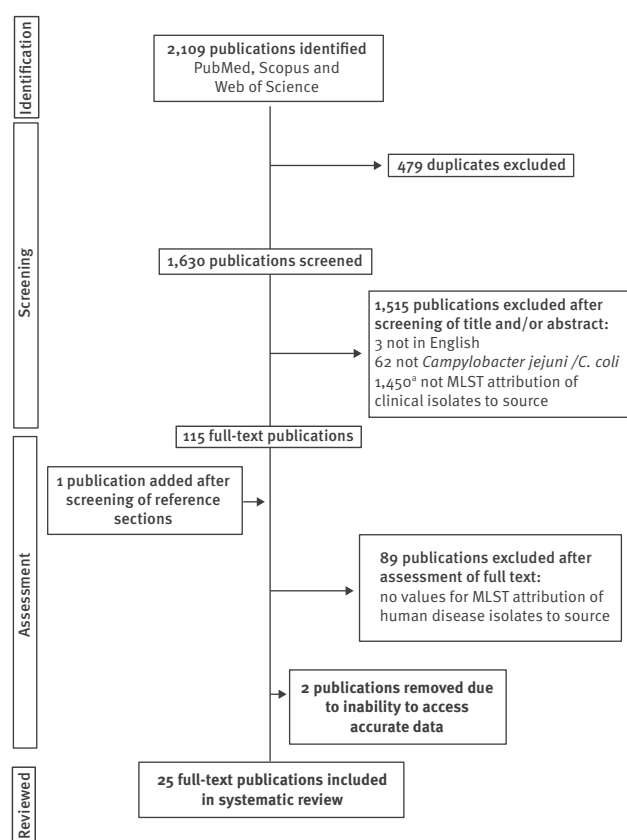 Identification
2,109 publications identified
PubMed, Scopus and
Web of Science
Screening
479 duplicates excluded
1,630 publications screened
1,515 publications excluded after
screening of title and/or abstract:
3 not in English
62 not Campylobacter jejuni /C. coli
1,450ª not MLST attribution of
clinical isolates to source
115 full-text publications
Assessment
1 publication added after
screening of reference
sections
89 publications excluded after
assessment of full text:
no values for MLST attribution of
human disease isolates to source
2 publications removed due
to inability to access
accurate data
Reviewed
25 full-text publications included
in systematic review